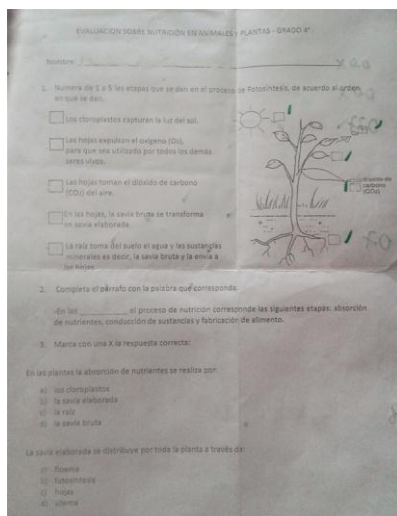 EVALUACION SOBRE NUTRICIÓN EN ANIMALES Y PLANTAS - GRADO 4°
Nombre
1. Numera de 1 a 5 las etapas que se dan en el proceso de Fotosíntesis, de acuerdo al orden
en que se dan.
Los cloroplastos capturan la luz del sol.
Las hojas expulsan el oxígeno (O₂),
para que sea utilizado por todos los demás
seres vivos.
Las hojas toman el dióxido de carbono
(CO₂) del aire.
dióxido de
carbono
(CO₂)
En las hojas, la savia bruta se transforma
en savia elaborada
La raíz toma del suelo el agua y las sustancias
minerales es decir, la savia bruta y la envía a
las hojas
2. Completa el párrafo con la palabra que corresponda.
-En las ____________ al proceso de nutrición corresponde las siguientes etapas: absorción
de nutrientes, conducción de sustancias y fabricación de alimento.
3. Marca con una X la respuesta correcta:
En las plantas la absorción de nutrientes se realiza por:
a) los cloroplastos
b) la savia elaborada
c) la raíz
d) la savia bruta
La savia elaborada se distribuye por toda la planta a través de:
a) floema
b) fotosíntesis
c) hojas
d) xilema